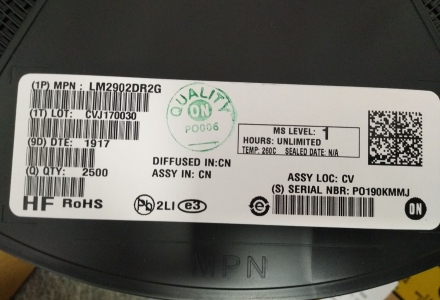 (1P) MPN : LM2902DR2G
(1T) LOT: CVJ170030
(9D) DTE: 1917
(Q) QTY: 2500
HF RoHS
Pb 2LI e3
QUALITY
ON
PO006
DIFFUSED IN:CN
ASSY IN: CN
MS LEVEL: 1
HOURS: UNLIMITED
TEMP: 260C SEALED DATE: N/A
ASSY LOC: CV
(S) SERIAL NBR: PO190KMMJ
e
ON
MPN